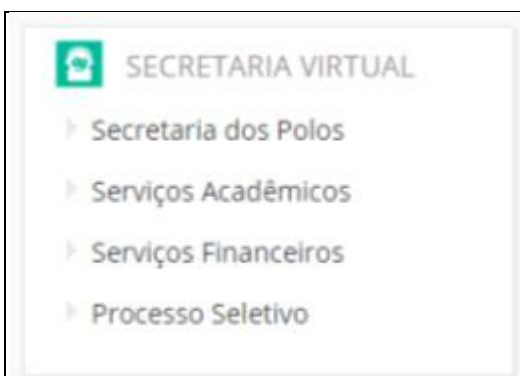 SECRETARIA VIRTUAL
Secretaria dos Polos
Serviços Acadêmicos
Serviços Financeiros
Processo Seletivo